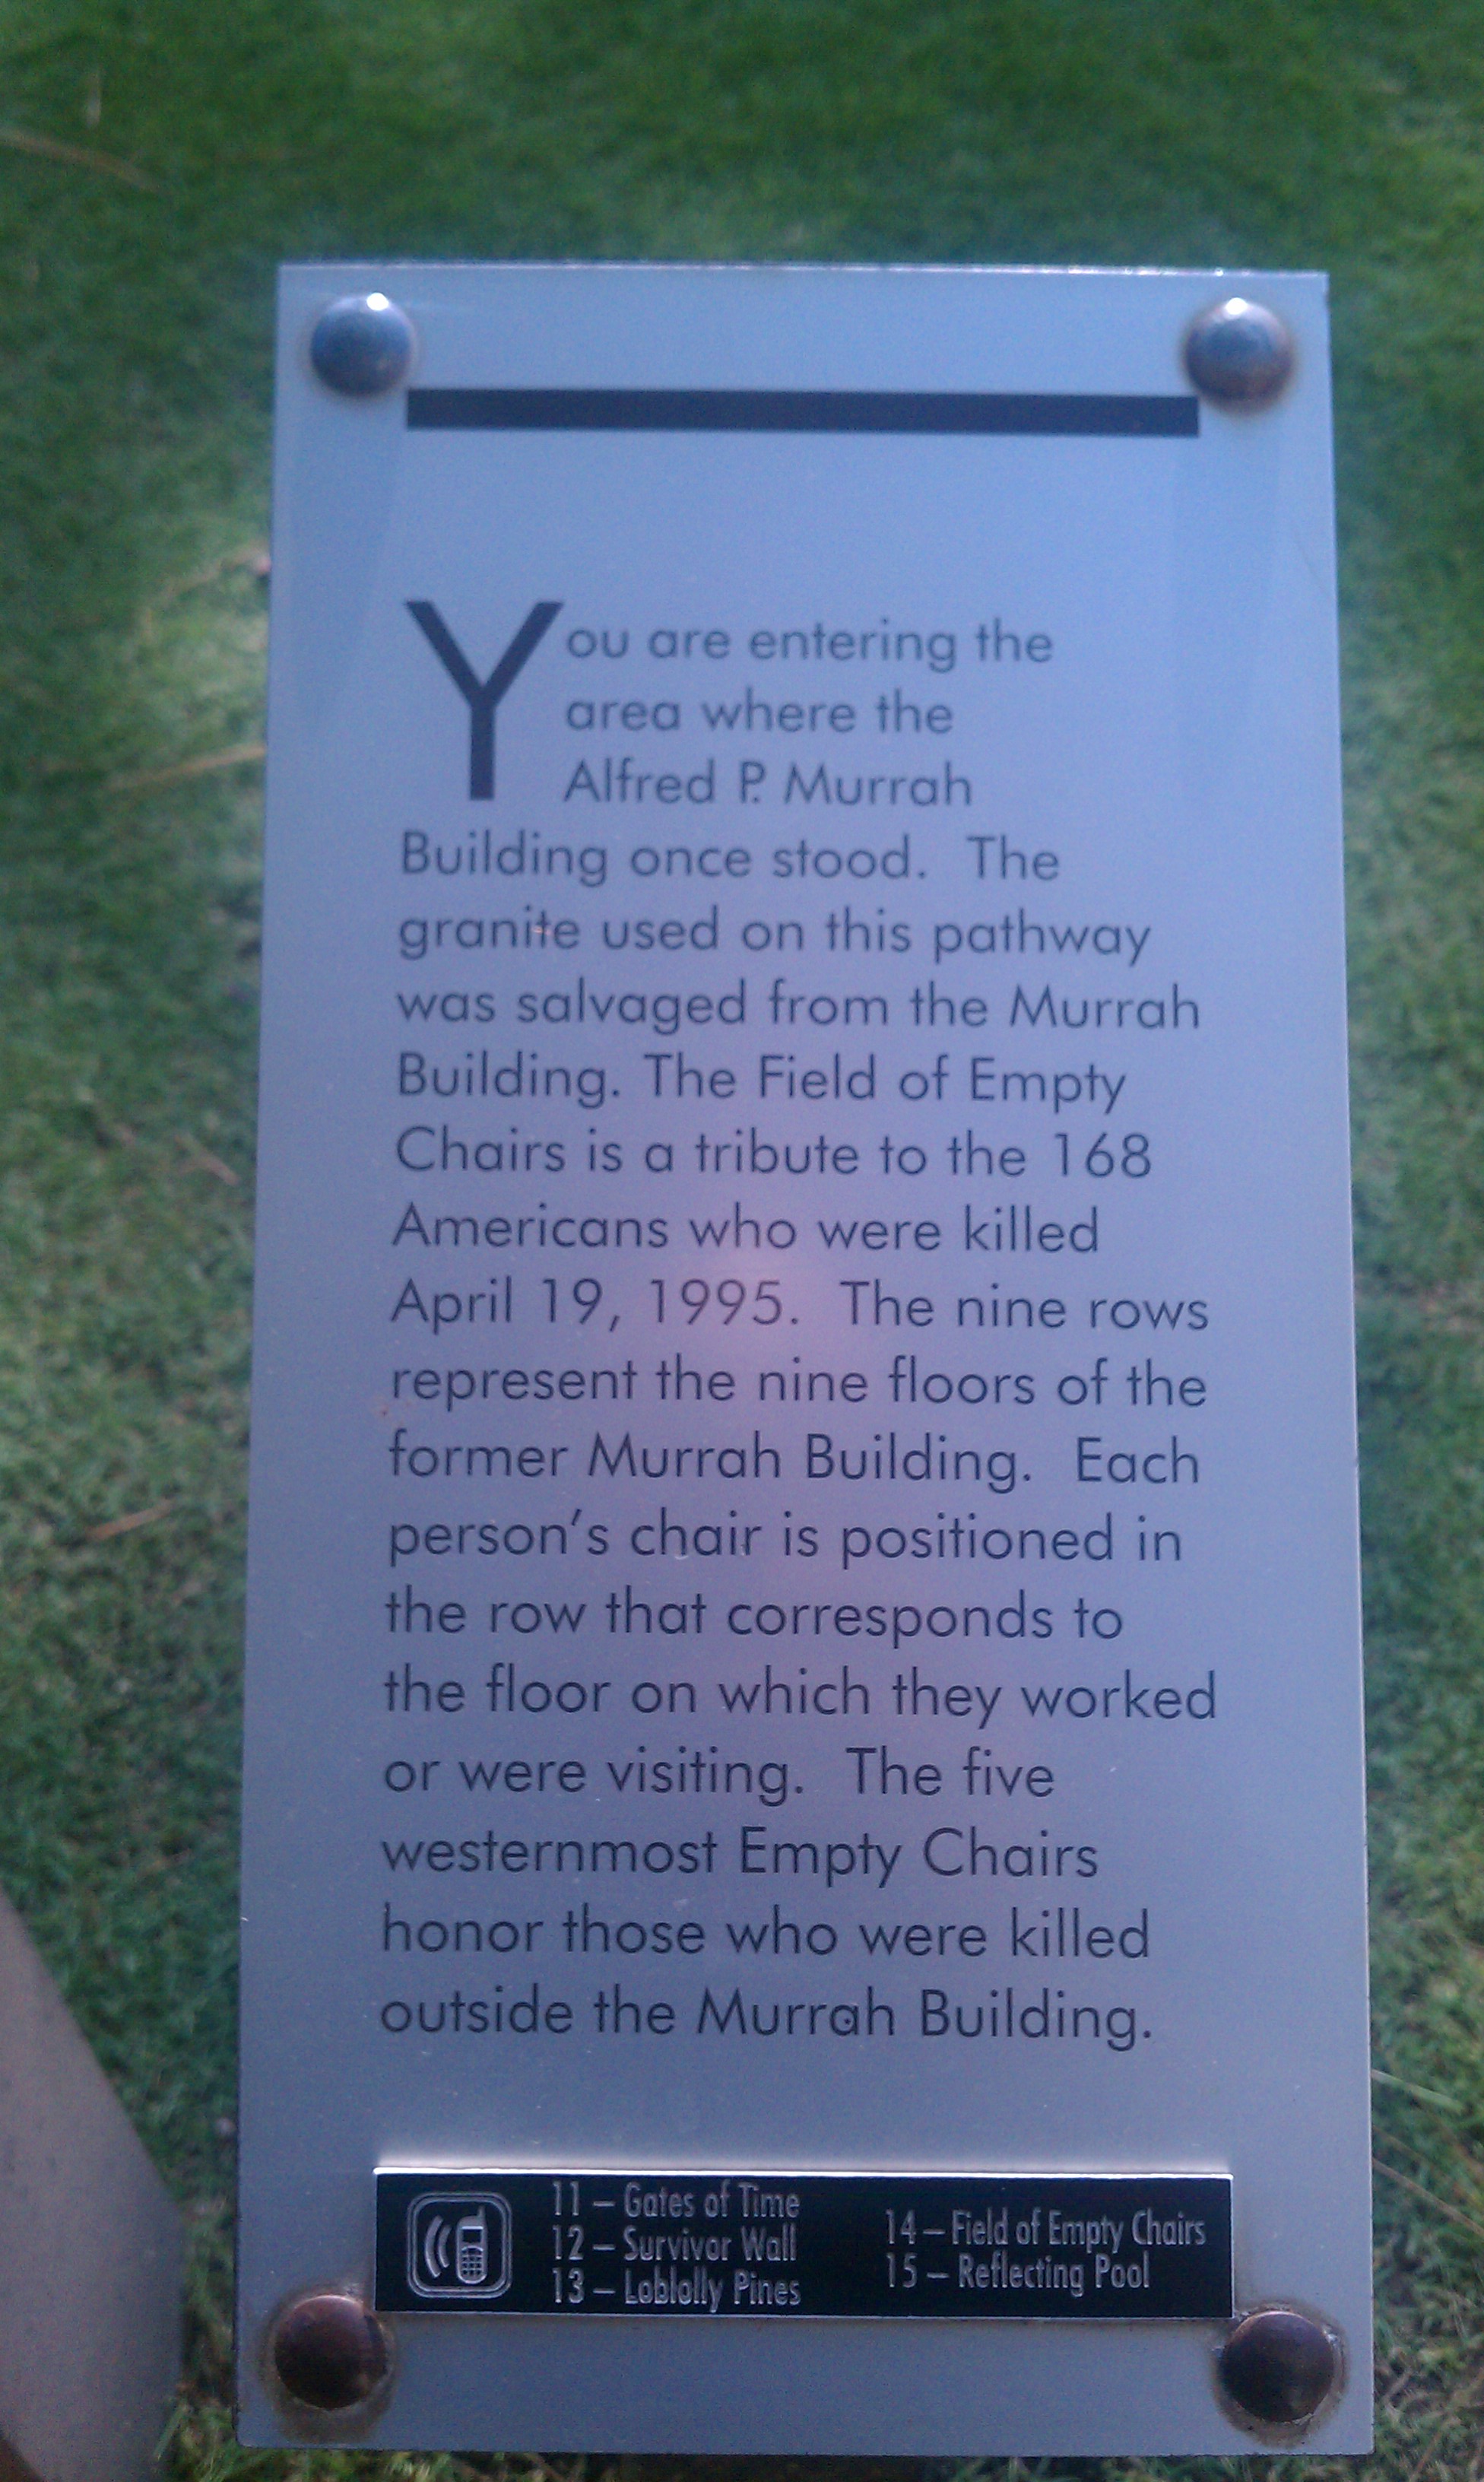 You are entering the
area where the
Alfred P. Murrah
Building once stood.  The
granite used on this pathway
was salvaged from the Murrah
Building. The Field of Empty
Chairs is a tribute to the 168
Americans who were killed
April 19, 1995.  The nine rows
represent the nine floors of the
former Murrah Building.  Each
person's chair is positioned in
the row that corresponds to
the floor on which they worked
or were visiting.  The five
westernmost Empty Chairs
honor those who were killed
outside the Murrah Building.
11 – Gates of Time
12 – Survivor Wall
13 – Loblolly Pines
14 – Field of Empty Chairs
15 – Reflecting Pool